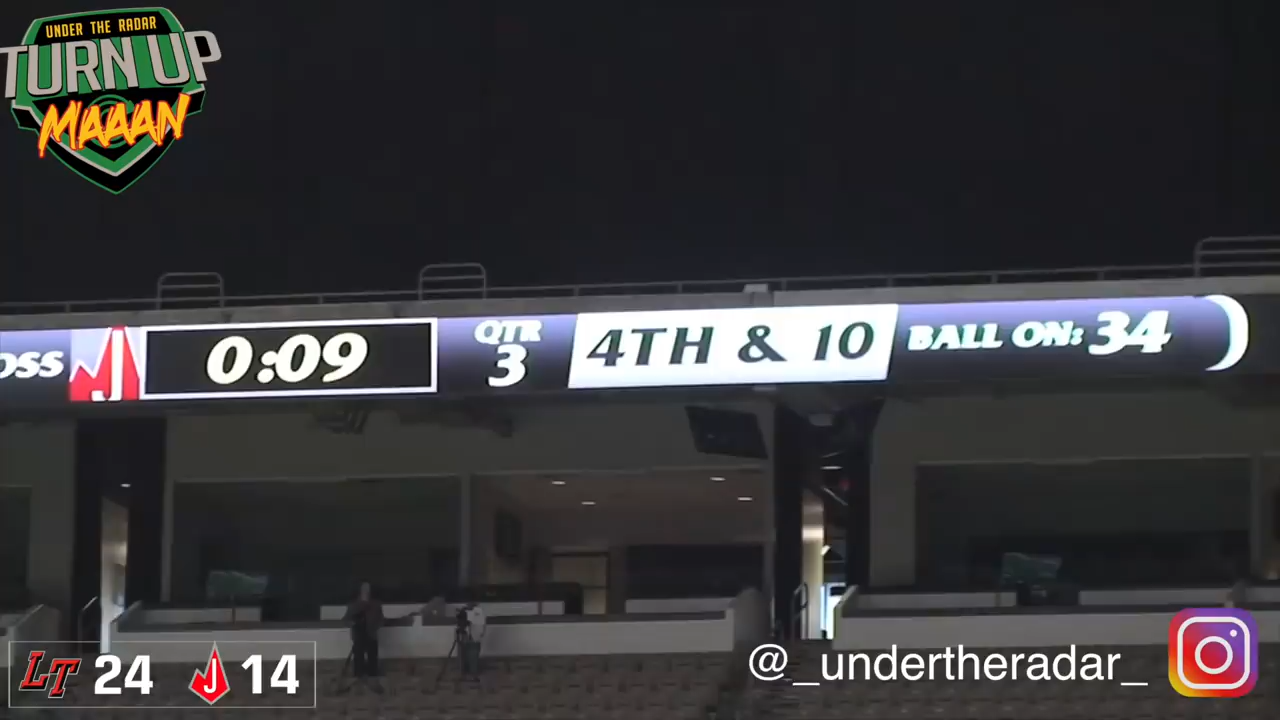 UNDER THE RADAR
TURN UP
MAAAN
OSS J 0:09 QTR 3 4TH & 10 BALL ON: 34
LT 24 J 14
@_undertheradar_